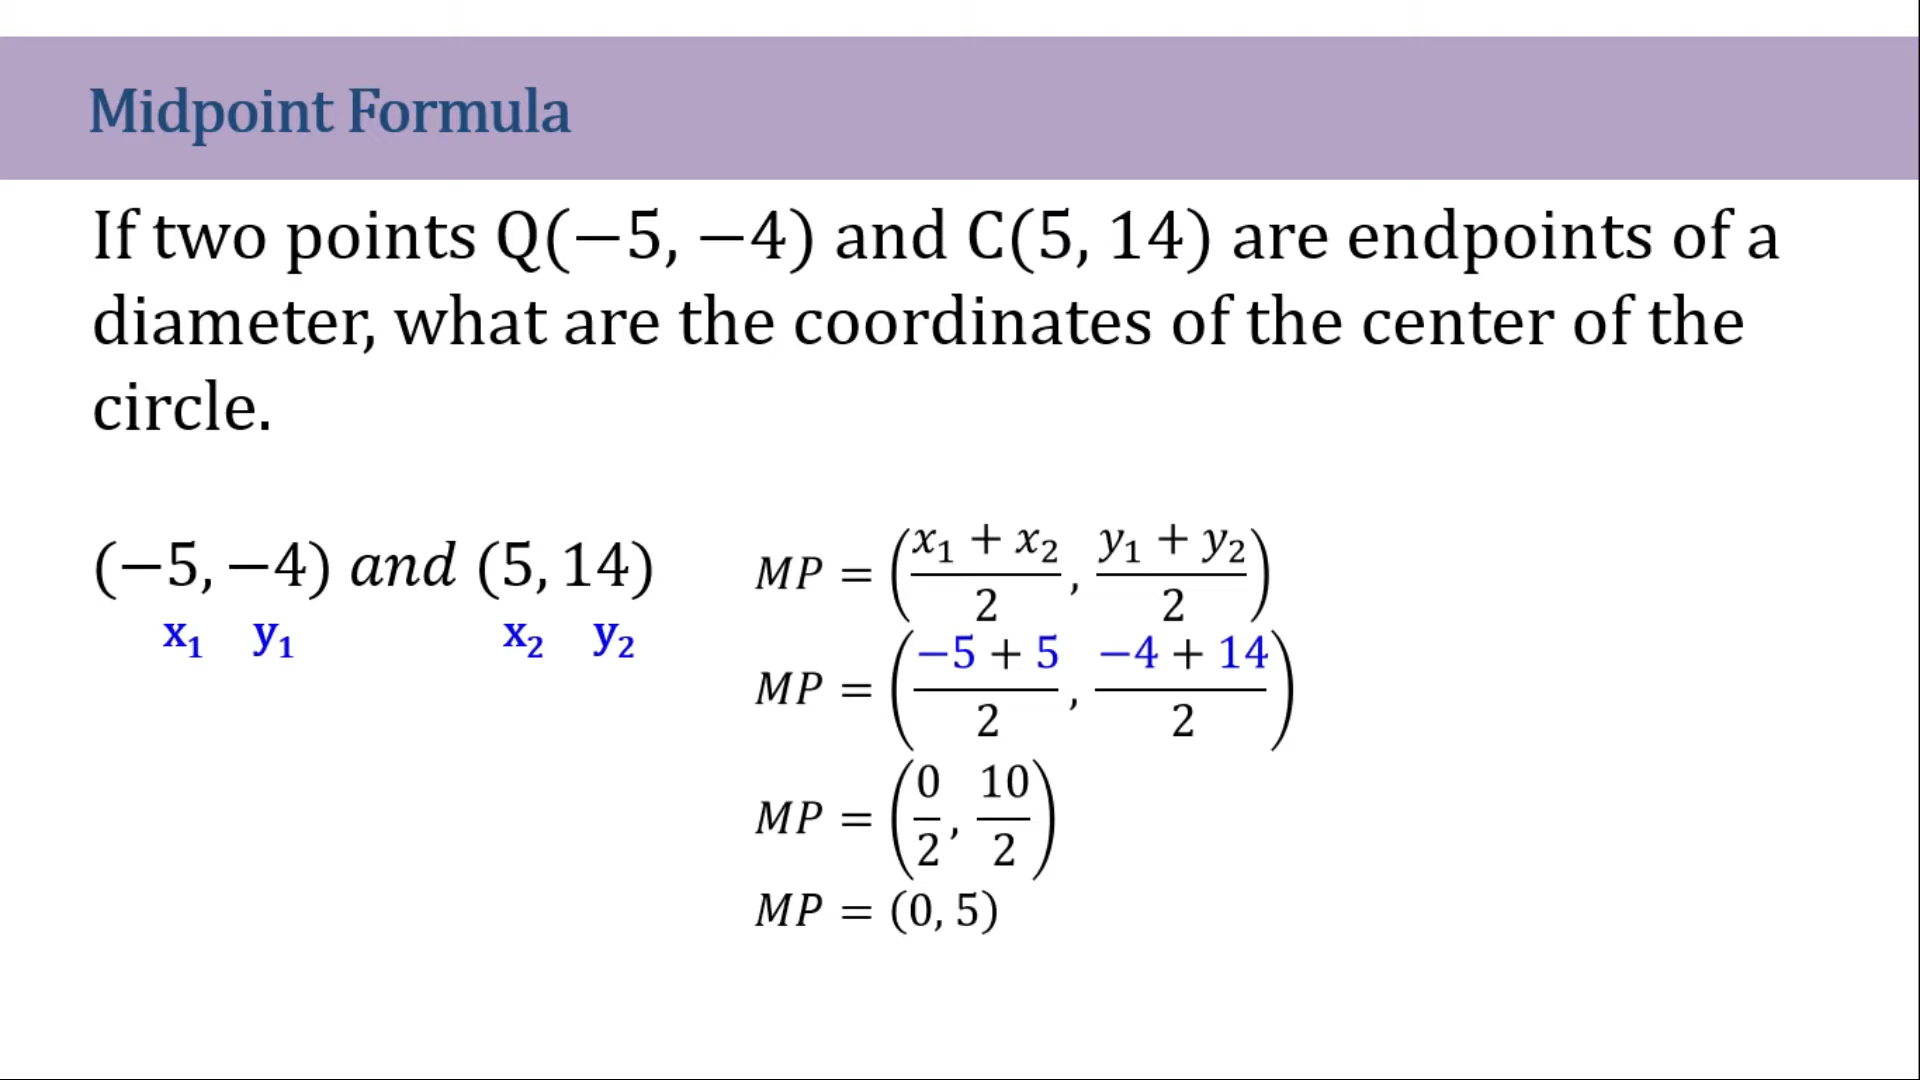 Midpoint Formula
If two points Q(−5, −4) and C(5, 14) are endpoints of a
diameter, what are the coordinates of the center of the
circle.
(−5, −4) and (5, 14)
x₁ y₁ x₂ y₂
MP = (x₁ + x₂ / 2, y₁ + y₂ / 2)
MP = (−5 + 5 / 2, −4 + 14 / 2)
MP = (0/2, 10/2)
MP = (0, 5)